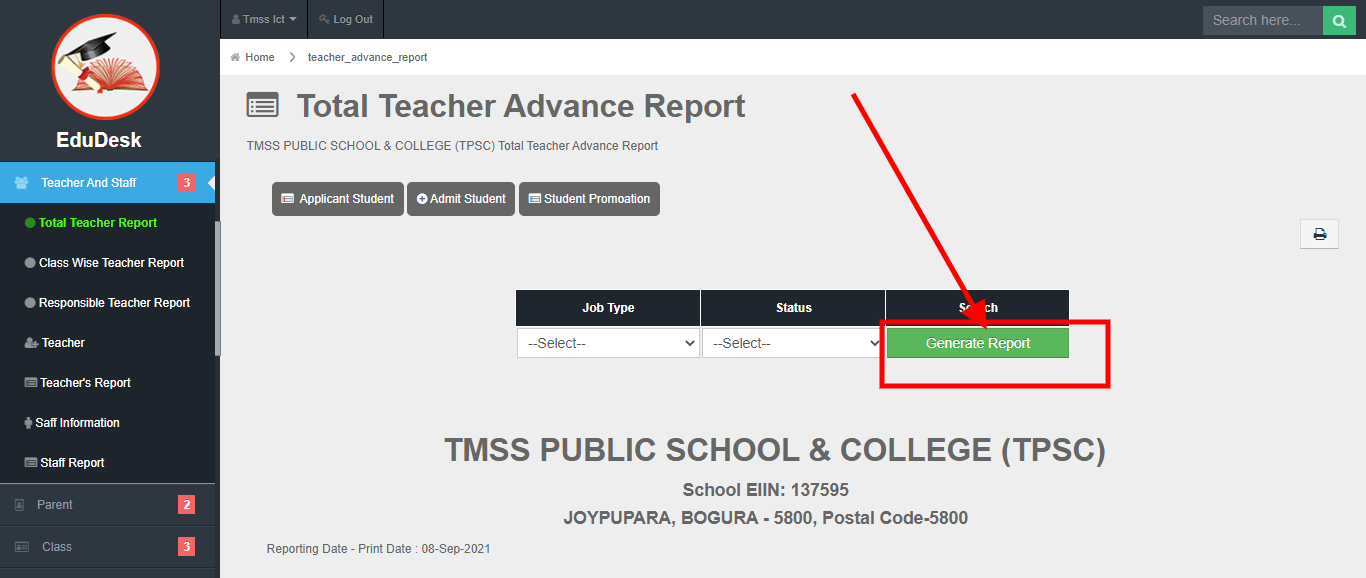 Tmss Ict
Log Out
Search here...
EduDesk
Home
teacher_advance_report
Total Teacher Advance Report
TMSS PUBLIC SCHOOL & COLLEGE (TPSC) Total Teacher Advance Report
Applicant Student
Admit Student
Student Promoation
Teacher And Staff 3
Total Teacher Report
Class Wise Teacher Report
Responsible Teacher Report
Teacher
Teacher's Report
Saff Information
Staff Report
Parent 2
Class 3
Job Type Status
--Select-- --Select-- Generate Report
TMSS PUBLIC SCHOOL & COLLEGE (TPSC)
School EIIN: 137595
JOYPUPARA, BOGURA - 5800, Postal Code-5800
Reporting Date - Print Date : 08-Sep-2021